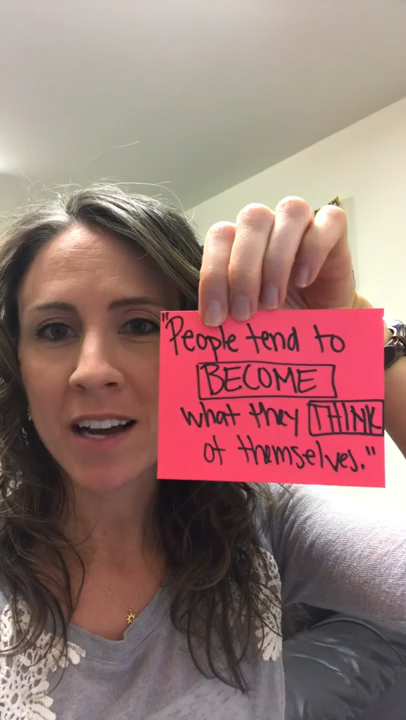 "People tend to
BECOME
what they THINK
of themselves."